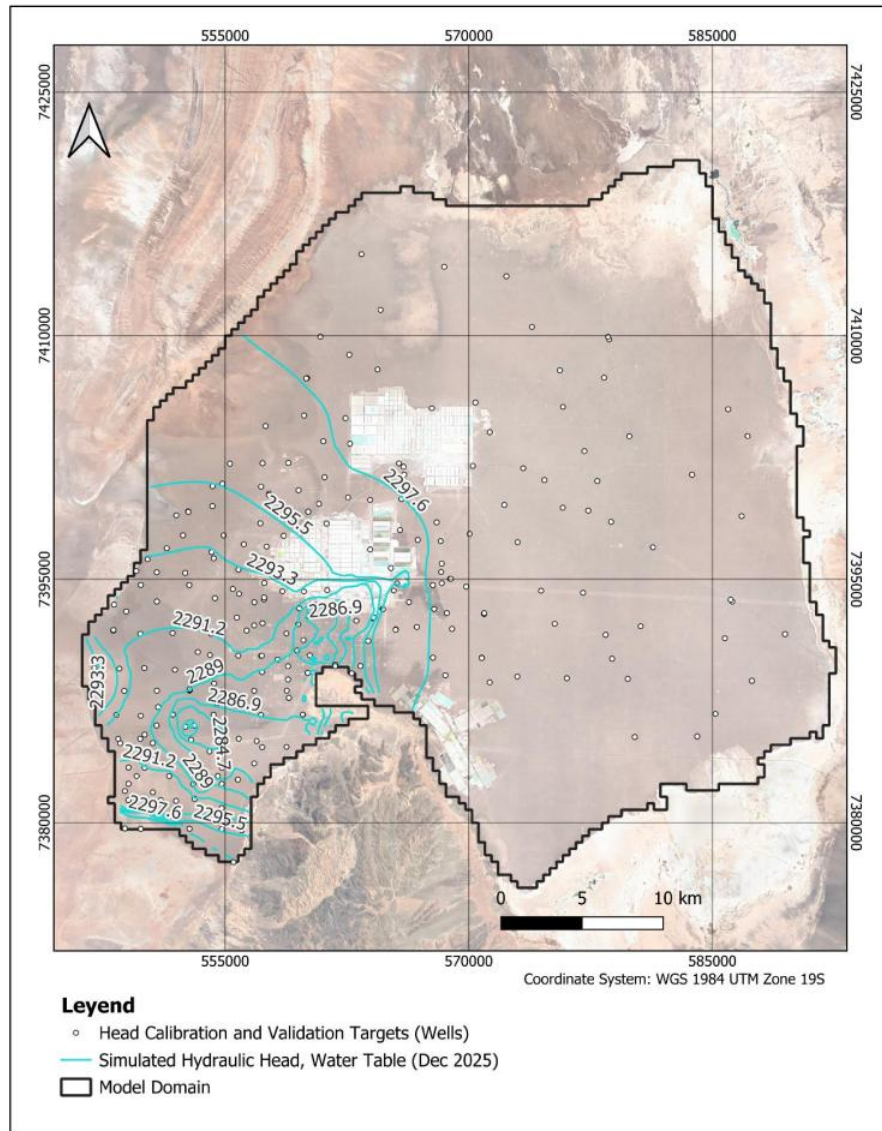 555000 570000 585000
7425000 7425000
7410000 7410000
2297.6
2295.5
7395000 2293.3 7395000
2286.9
2291.2
2289
2293.3
2286.9
2284.7
2289
2291.2
2297.6 2295.5
7380000 7380000
0 5 10 km
555000 570000 585000
Coordinate System: WGS 1984 UTM Zone 19S
Leyend
Head Calibration and Validation Targets (Wells)
Simulated Hydraulic Head, Water Table (Dec 2025)
Model Domain